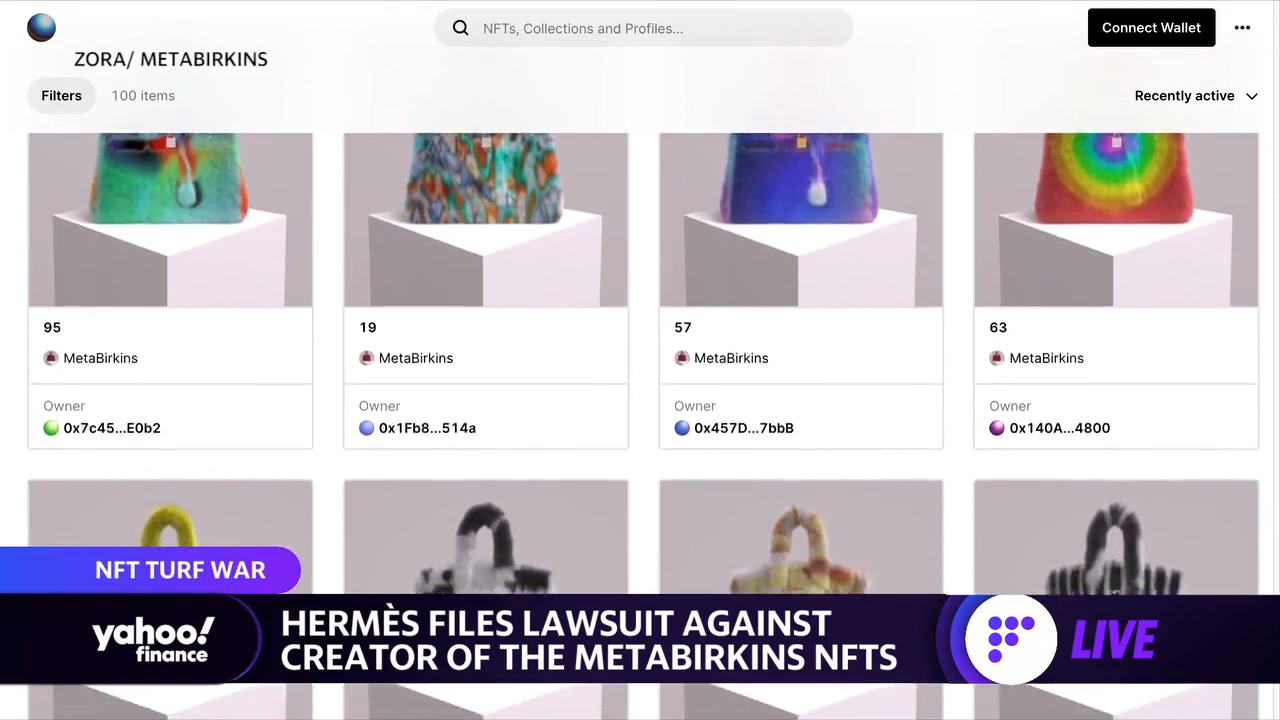 NFTs, Collections and Profiles...
Connect Wallet
ZORA/ METABIRKINS
Filters
100 items
Recently active
95
19
57
63
MetaBirkins
MetaBirkins
MetaBirkins
MetaBirkins
Owner
Owner
Owner
Owner
0x7c45...E0b2
0x1Fb8...514a
0x457D...7bbB
0x140A...4800
NFT TURF WAR
yahoo!
finance
HERMÈS FILES LAWSUIT AGAINST
CREATOR OF THE METABIRKINS NFTS
LIVE